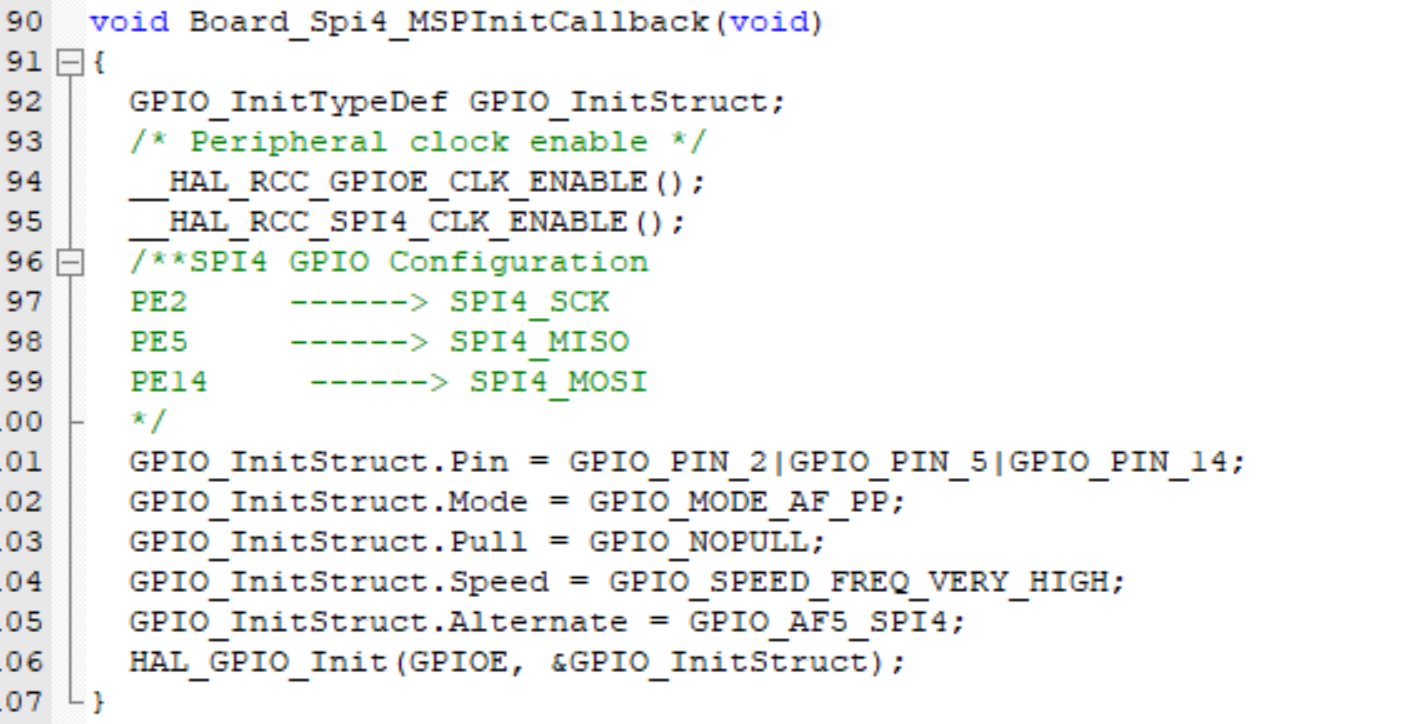 90 void Board_Spi4_MSPInitCallback(void)
91 {
92 GPIO_InitTypeDef GPIO_InitStruct;
93 /* Peripheral clock enable */
94 __HAL_RCC_GPIOE_CLK_ENABLE();
95 __HAL_RCC_SPI4_CLK_ENABLE();
96 /**SPI4 GPIO Configuration
97 PE2 ------> SPI4_SCK
98 PE5 ------> SPI4_MISO
99 PE14 ------> SPI4_MOSI
00 */
01 GPIO_InitStruct.Pin = GPIO_PIN_2|GPIO_PIN_5|GPIO_PIN_14;
02 GPIO_InitStruct.Mode = GPIO_MODE_AF_PP;
03 GPIO_InitStruct.Pull = GPIO_NOPULL;
04 GPIO_InitStruct.Speed = GPIO_SPEED_FREQ_VERY_HIGH;
05 GPIO_InitStruct.Alternate = GPIO_AF5_SPI4;
06 HAL_GPIO_Init(GPIOE, &GPIO_InitStruct);
07 }